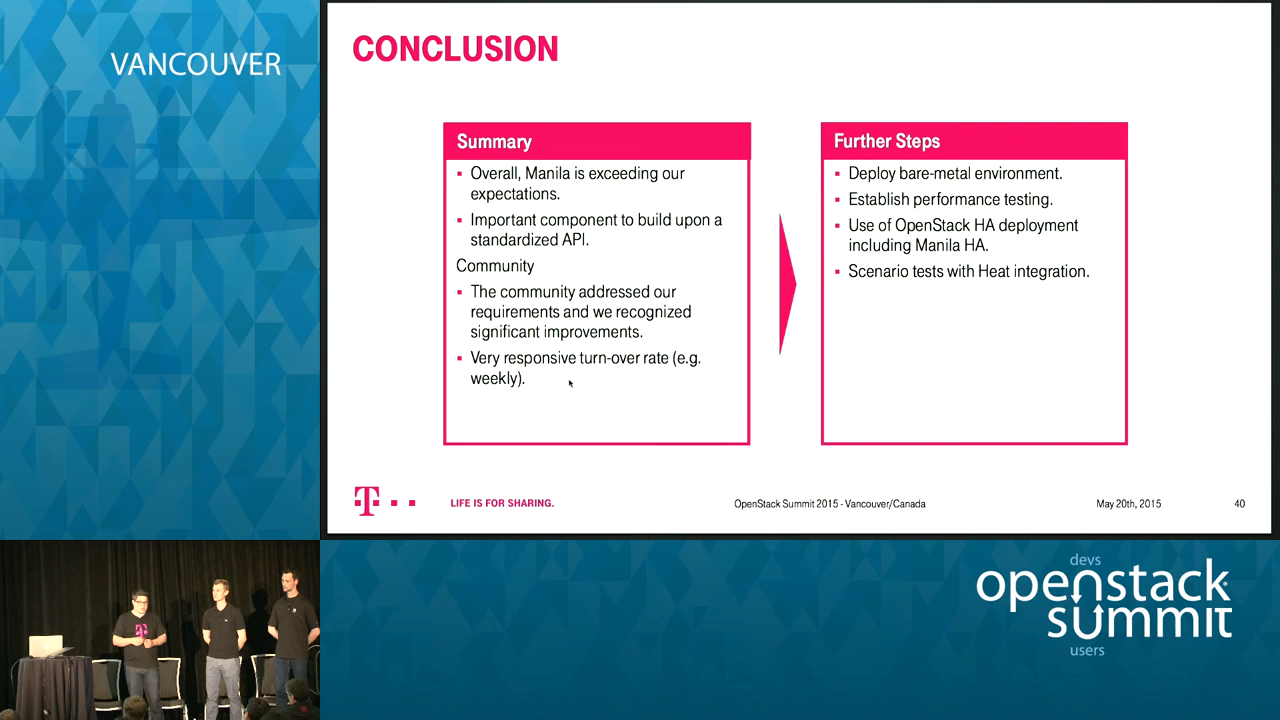 VANCOUVER
CONCLUSION
Summary
▪ Overall, Manila is exceeding our
expectations.
▪ Important component to build upon a
standardized API.
Community
▪ The community addressed our
requirements and we recognized
significant improvements.
▪ Very responsive turn-over rate (e.g.
weekly).
Further Steps
▪ Deploy bare-metal environment.
▪ Establish performance testing.
▪ Use of OpenStack HA deployment
including Manila HA.
▪ Scenario tests with Heat integration.
T
LIFE IS FOR SHARING.
OpenStack Summit 2015 - Vancouver/Canada
May 20th, 2015
40
T
devs
openstack
summit
users